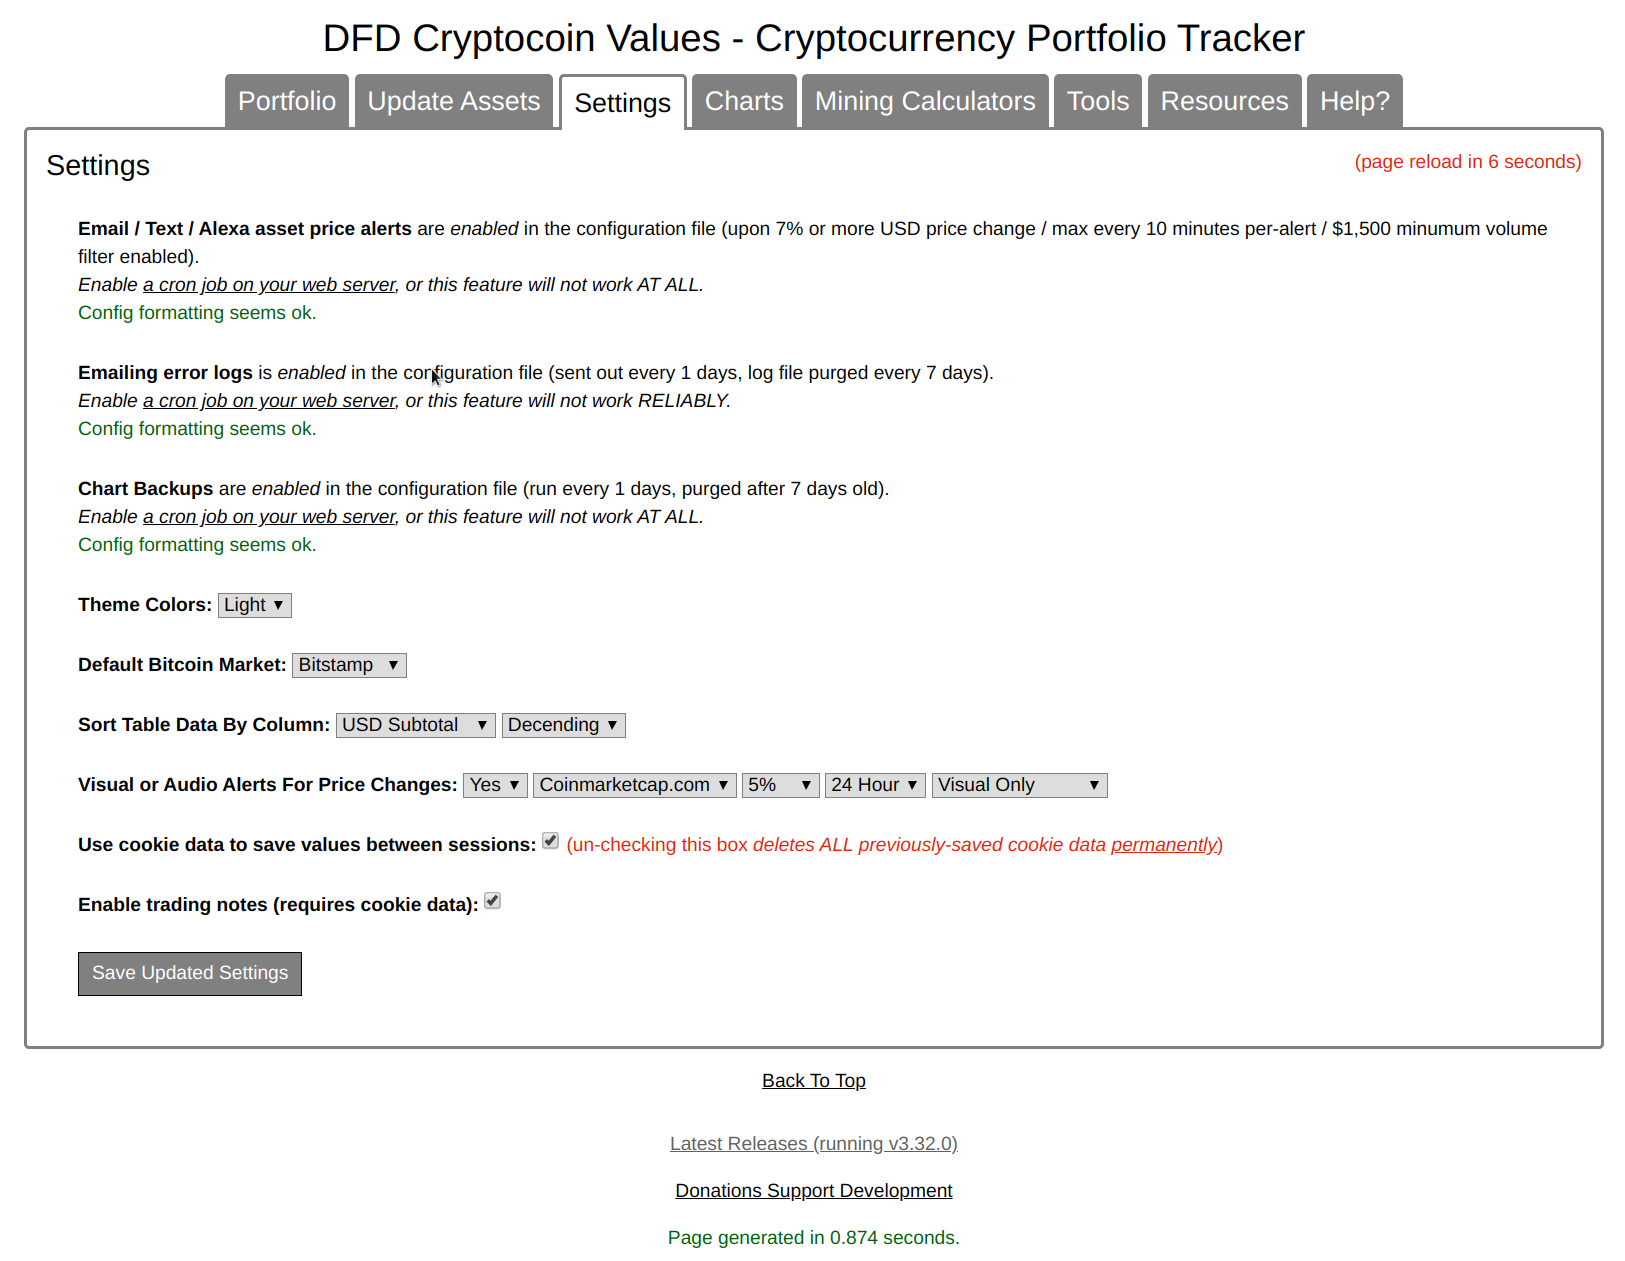 DFD Cryptocoin Values - Cryptocurrency Portfolio Tracker
Portfolio Update Assets Settings Charts Mining Calculators Tools Resources Help?
Settings
(page reload in 6 seconds)
Email / Text / Alexa asset price alerts are enabled in the configuration file (upon 7% or more USD price change / max every 10 minutes per-alert / $1,500 minumum volume
filter enabled).
Enable a cron job on your web server, or this feature will not work AT ALL.
Config formatting seems ok.
Emailing error logs is enabled in the configuration file (sent out every 1 days, log file purged every 7 days).
Enable a cron job on your web server, or this feature will not work RELIABLY.
Config formatting seems ok.
Chart Backups are enabled in the configuration file (run every 1 days, purged after 7 days old).
Enable a cron job on your web server, or this feature will not work AT ALL.
Config formatting seems ok.
Theme Colors: Light
Default Bitcoin Market: Bitstamp
Sort Table Data By Column: USD Subtotal Decending
Visual or Audio Alerts For Price Changes: Yes Coinmarketcap.com 5% 24 Hour Visual Only
Use cookie data to save values between sessions: (un-checking this box deletes ALL previously-saved cookie data permanently)
Enable trading notes (requires cookie data):
Save Updated Settings
Back To Top
Latest Releases (running v3.32.0)
Donations Support Development
Page generated in 0.874 seconds.